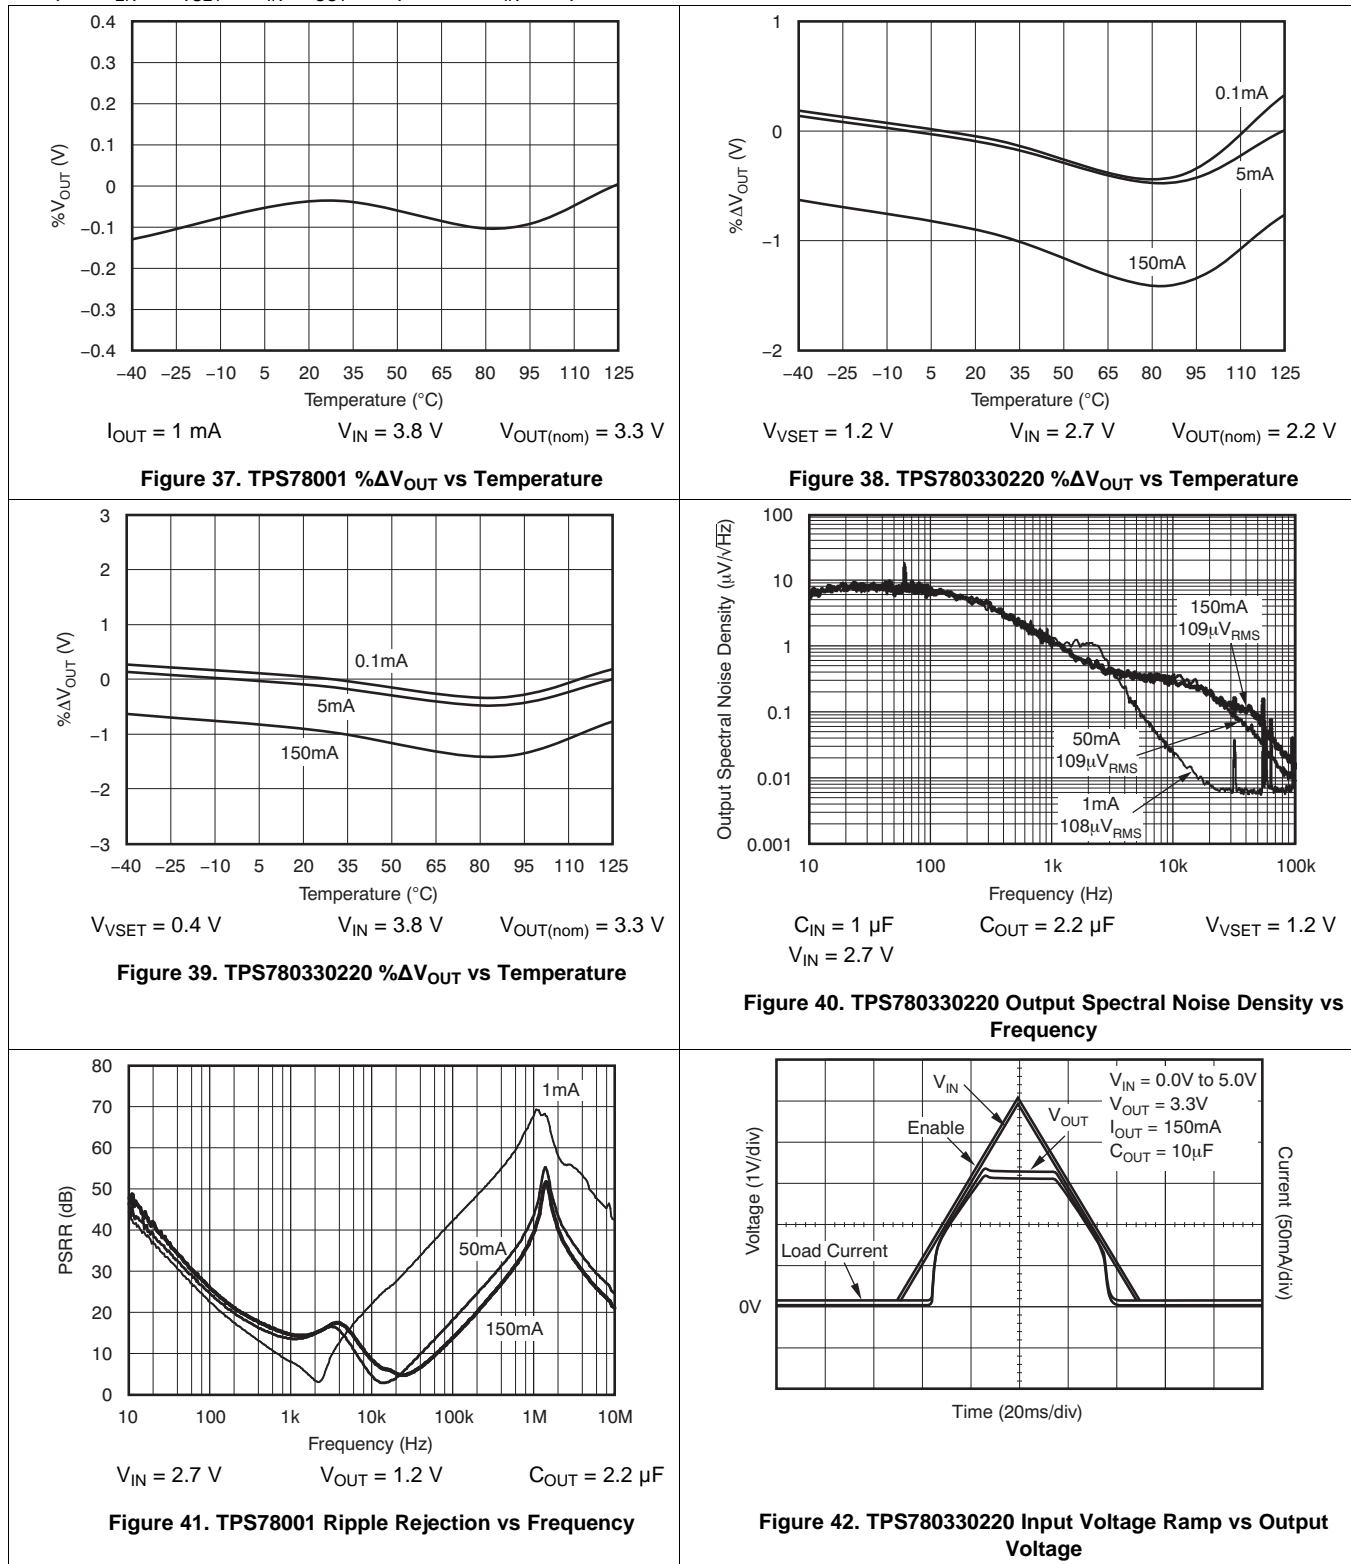 0.4
0.3
0.2
0.1
0
−0.1
−0.2
−0.3
−0.4
%V_OUT (V)
−40 −25 −10 5 20 35 50 65 80 95 110 125
Temperature (°C)
I_OUT = 1 mA V_IN = 3.8 V V_OUT(nom) = 3.3 V
Figure 37. TPS78001 %ΔV_OUT vs Temperature
1
0
−1
−2
%ΔV_OUT (V)
0.1mA
5mA
150mA
−40 −25 −10 5 20 35 50 65 80 95 110 125
Temperature (°C)
V_VSET = 1.2 V V_IN = 2.7 V V_OUT(nom) = 2.2 V
Figure 38. TPS780330220 %ΔV_OUT vs Temperature
3
2
1
0
−1
−2
−3
%ΔV_OUT (V)
0.1mA
5mA
150mA
−40 −25 −10 5 20 35 50 65 80 95 110 125
Temperature (°C)
V_VSET = 0.4 V V_IN = 3.8 V V_OUT(nom) = 3.3 V
Figure 39. TPS780330220 %ΔV_OUT vs Temperature
100
10
1
0.1
0.01
0.001
Output Spectral Noise Density (μV/√Hz)
150mA
109μV_RMS
50mA
109μV_RMS
1mA
108μV_RMS
10 100 1k 10k 100k
Frequency (Hz)
C_IN = 1 μF C_OUT = 2.2 μF V_VSET = 1.2 V
V_IN = 2.7 V
Figure 40. TPS780330220 Output Spectral Noise Density vs
Frequency
80
70
60
50
40
30
20
10
0
PSRR (dB)
1mA
50mA
150mA
10 100 1k 10k 100k 1M 10M
Frequency (Hz)
V_IN = 2.7 V V_OUT = 1.2 V C_OUT = 2.2 μF
Figure 41. TPS78001 Ripple Rejection vs Frequency
V_IN
Enable
V_OUT
V_IN = 0.0V to 5.0V
V_OUT = 3.3V
I_OUT = 150mA
C_OUT = 10μF
Load Current
0V
Voltage (1V/div)
Current (50mA/div)
Time (20ms/div)
Figure 42. TPS780330220 Input Voltage Ramp vs Output
Voltage